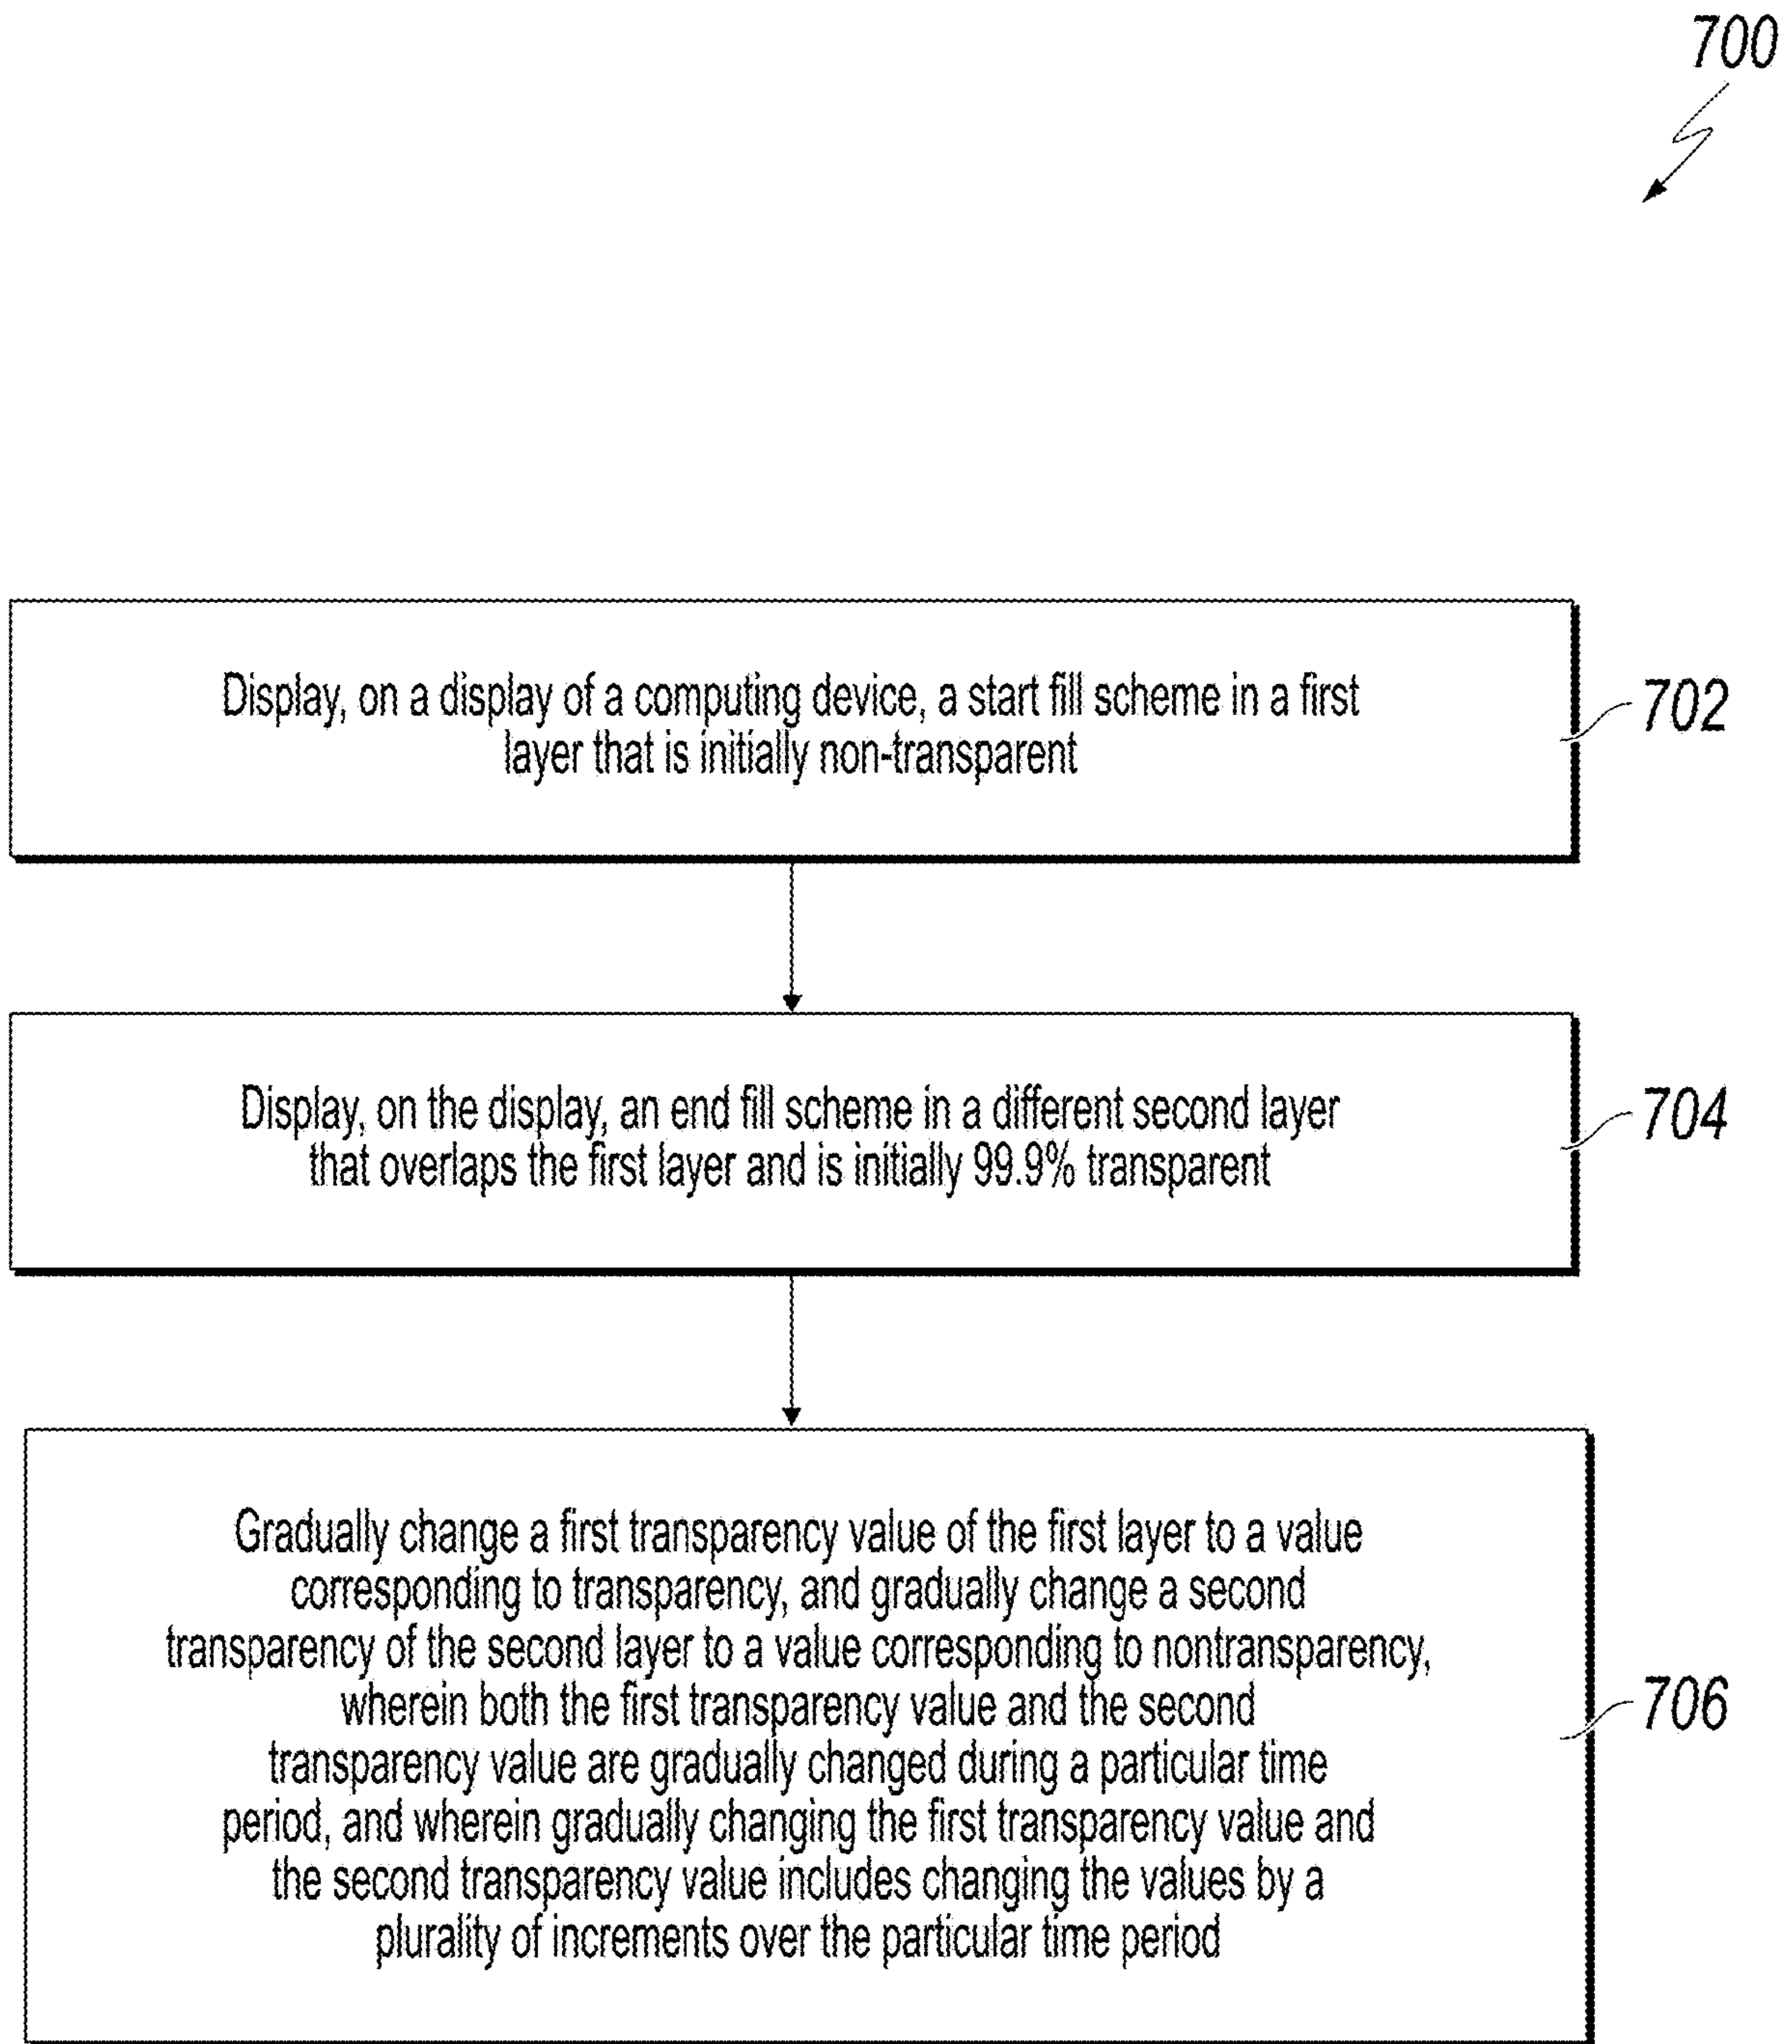 700
Display, on a display of a computing device, a start fill scheme in a first
layer that is initially non-transparent
702
Display, on the display, an end fill scheme in a different second layer
that overlaps the first layer and is initially 99.9% transparent
704
Gradually change a first transparency value of the first layer to a value
corresponding to transparency, and gradually change a second
transparency of the second layer to a value corresponding to nontransparency,
wherein both the first transparency value and the second
transparency value are gradually changed during a particular time
period, and wherein gradually changing the first transparency value and
the second transparency value includes changing the values by a
plurality of increments over the particular time period
706